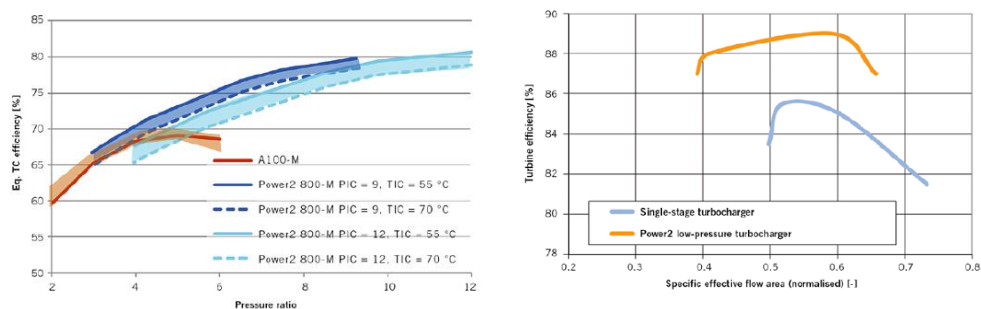 Eq. TC efficiency [%]
85
80
75
70
65
60
55
50
2
4
6
8
10
12
Pressure ratio
A100-M
Power2 800-M PIC = 9, TIC = 55 °C
Power2 800-M PIC = 9, TIC = 70 °C
Power2 800-M PIC = 12, TIC = 55 °C
Power2 800-M PIC = 12, TIC = 70 °C
Turbine efficiency [%]
90
88
86
84
82
80
78
0.2
0.3
0.4
0.5
0.6
0.7
0.8
Specific effective flow area (normalised) [-]
Single-stage turbocharger
Power2 low-pressure turbocharger